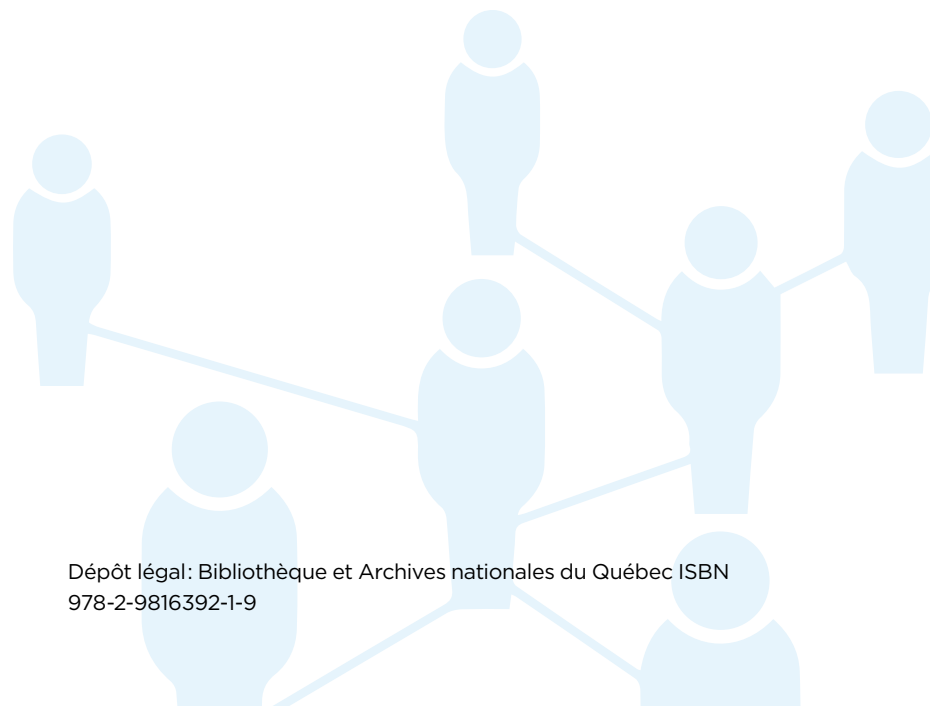 Dépôt légal: Bibliothèque et Archives nationales du Québec ISBN
978-2-9816392-1-9